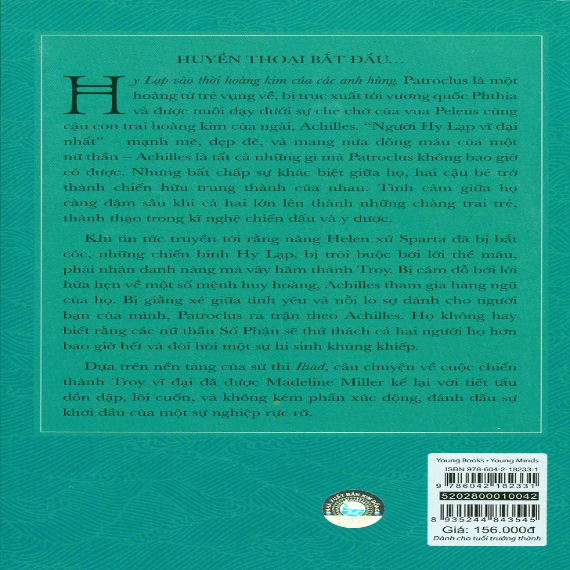 HUYỀN THOẠI BẮT ĐẦU...
Hy Lạp vào thời hoàng kim của các anh hùng. Patroclus là một
hoàng tử trẻ vụng về, bị trục xuất tới vương quốc Phthia
và được nuôi dạy dưới sự che chở của vua Peleus cùng
cậu con trai hoàng kim của ngài, Achilles. “Người Hy Lạp vĩ đại
nhất” – mạnh mẽ, đẹp đẽ, và mang nửa dòng máu của một
nữ thần – Achilles là tất cả những gì mà Patroclus không bao giờ
có được. Nhưng bất chấp sự khác biệt giữa họ, hai cậu bé trở
thành chiến hữu trung thành của nhau. Tình cảm giữa họ
càng đậm sâu khi cả hai lớn lên thành những chàng trai trẻ,
thành thạo trong kĩ nghệ chiến đấu và y dược.
Khi tin tức truyền tới rằng nàng Helen xứ Sparta đã bị bắt
cóc, những chiến binh Hy Lạp, bị trói buộc bởi lời thề máu,
phải nhân danh nàng mà vây hãm thành Troy. Bị cám dỗ bởi lời
hứa hẹn về một số mệnh huy hoàng, Achilles tham gia hàng ngũ
của họ. Bị giằng xé giữa tình yêu và nỗi lo sợ dành cho người
bạn của mình, Patroclus ra trận theo Achilles. Họ không hay
biết rằng các nữ thần Số Phận sẽ thử thách cả hai người họ hơn
bao giờ hết và đòi hỏi một sự hi sinh khủng khiếp.
Dựa trên nền tảng của sử thi Iliad, câu chuyện về cuộc chiến
thành Troy vĩ đại đã được Madeline Miller kể lại với tiết tấu
dồn dập, lôi cuốn, và không kém phần xúc động, đánh dấu sự
khởi đầu của một sự nghiệp rực rỡ.
Young Books • Young Minds
ISBN 978-604-2-18233-1
9 786042 182331
5202800010042
8 935244 843545
Giá: 156.000đ
Dành cho tuổi trưởng thành